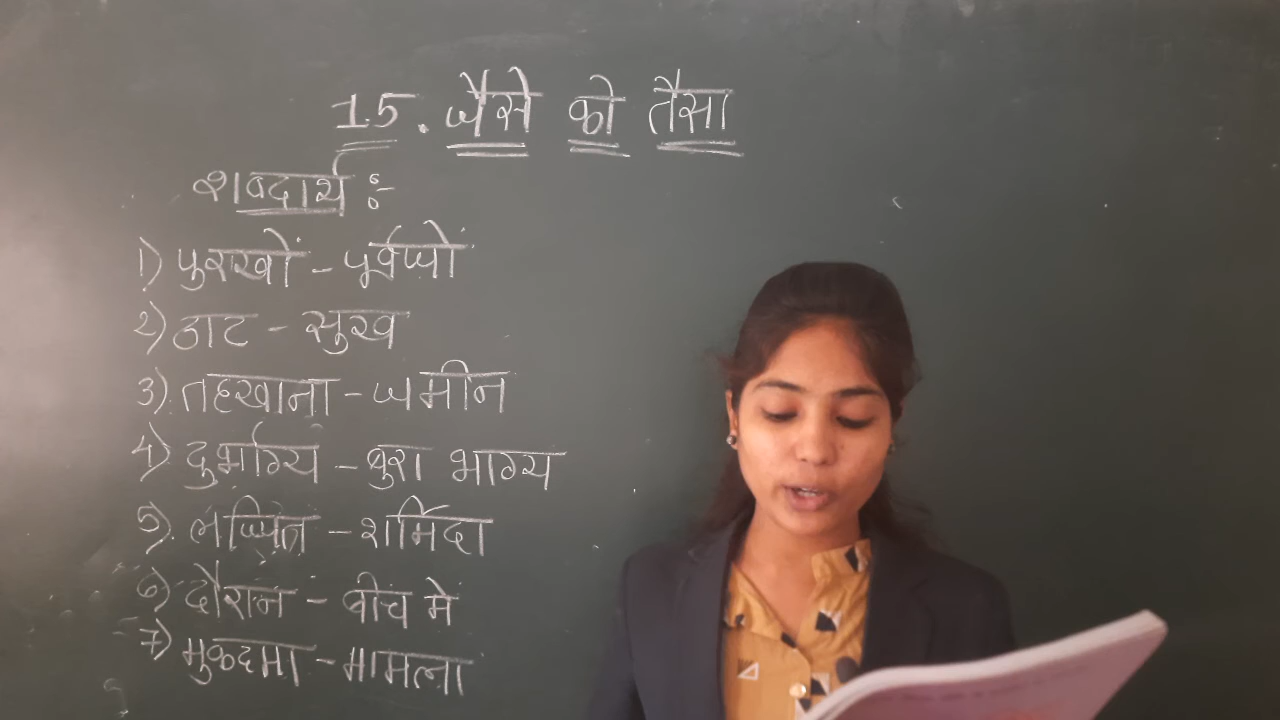 15. जैसे को तैसा
शब्दार्थ :-
1) पुरखों - पूर्वजों
2) ठाट - सुख
3) तहखाना - जमीन
4) दुर्भाग्य - बुरा भाग्य
5) लज्जित - शर्मिंदा
6) दौरान - बीच में
7) मुकदमा - मामला